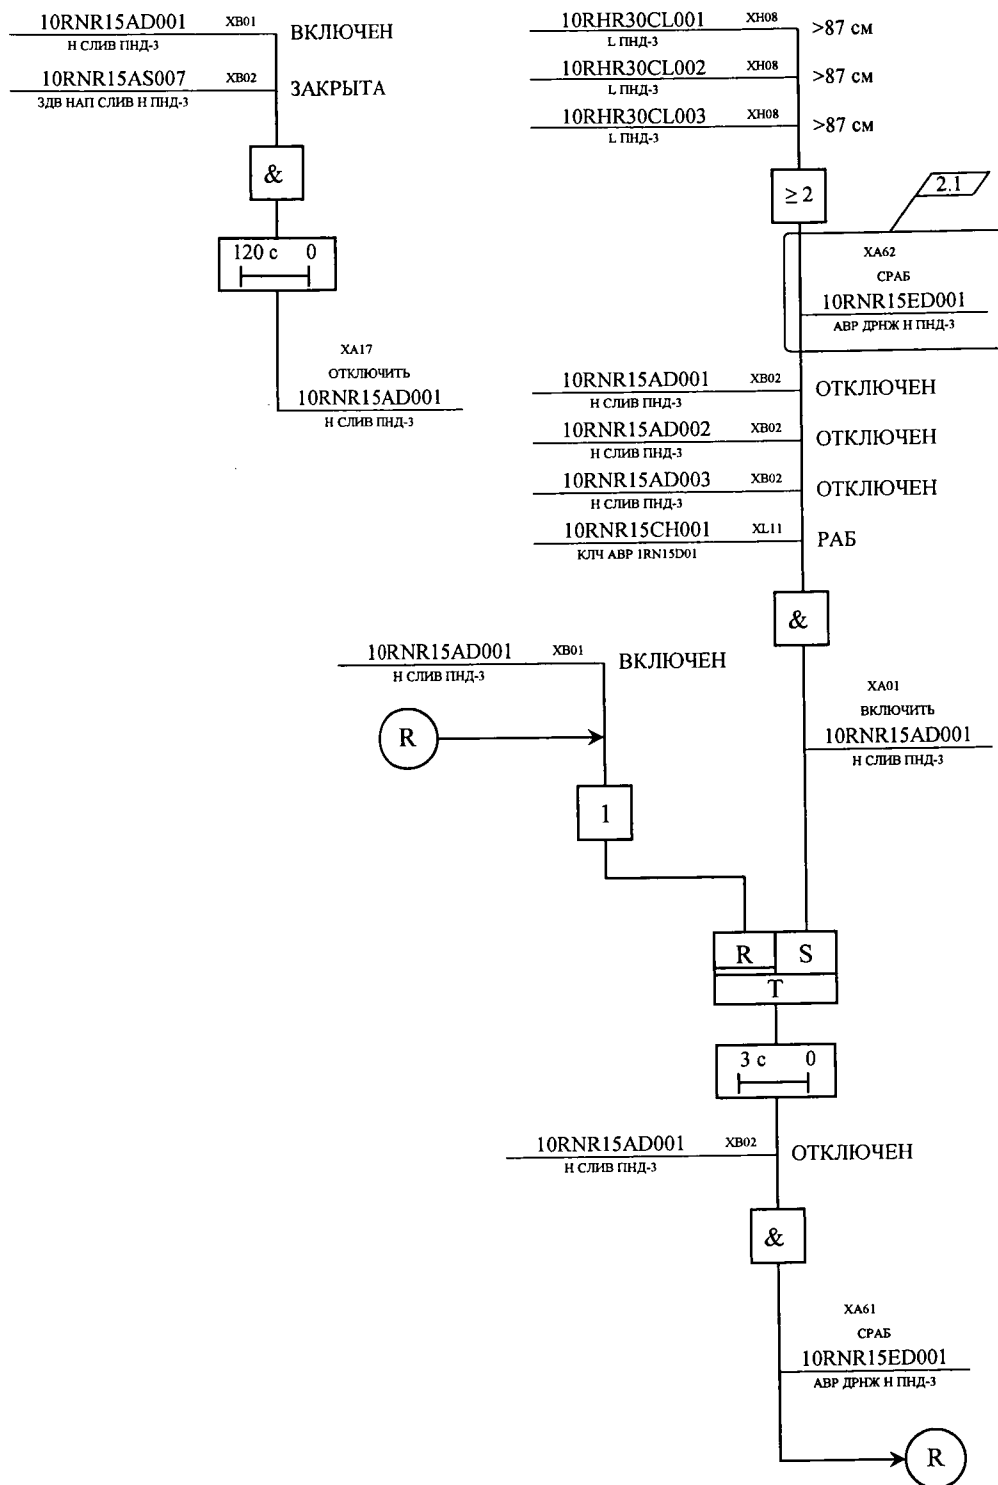 10RNR15AD001 XB01 ВКЛЮЧЕН
Н СЛИВ ПНД-3
10RNR15AS007 XB02 ЗАКРЫТА
ЗДВ НАП СЛИВ Н ПНД-3
&
120 с 0
XA17
ОТКЛЮЧИТЬ
10RNR15AD001
Н СЛИВ ПНД-3
10RHR30CL001 XH08 >87 см
L ПНД-3
10RHR30CL002 XH08 >87 см
L ПНД-3
10RHR30CL003 XH08 >87 см
L ПНД-3
≥ 2
2.1
XA62
СРАБ
10RNR15ED001
АВР ДРНЖ Н ПНД-3
10RNR15AD001 XB02 ОТКЛЮЧЕН
Н СЛИВ ПНД-3
10RNR15AD002 XB02 ОТКЛЮЧЕН
Н СЛИВ ПНД-3
10RNR15AD003 XB02 ОТКЛЮЧЕН
Н СЛИВ ПНД-3
10RNR15CH001 XL11 РАБ
КЛЧ АВР 1RN15D01
&
10RNR15AD001 XB01 ВКЛЮЧЕН
Н СЛИВ ПНД-3
XA01
ВКЛЮЧИТЬ
10RNR15AD001
Н СЛИВ ПНД-3
R
1
R S
T
3 с 0
10RNR15AD001 XB02 ОТКЛЮЧЕН
Н СЛИВ ПНД-3
&
XA61
СРАБ
10RNR15ED001
АВР ДРНЖ Н ПНД-3
R